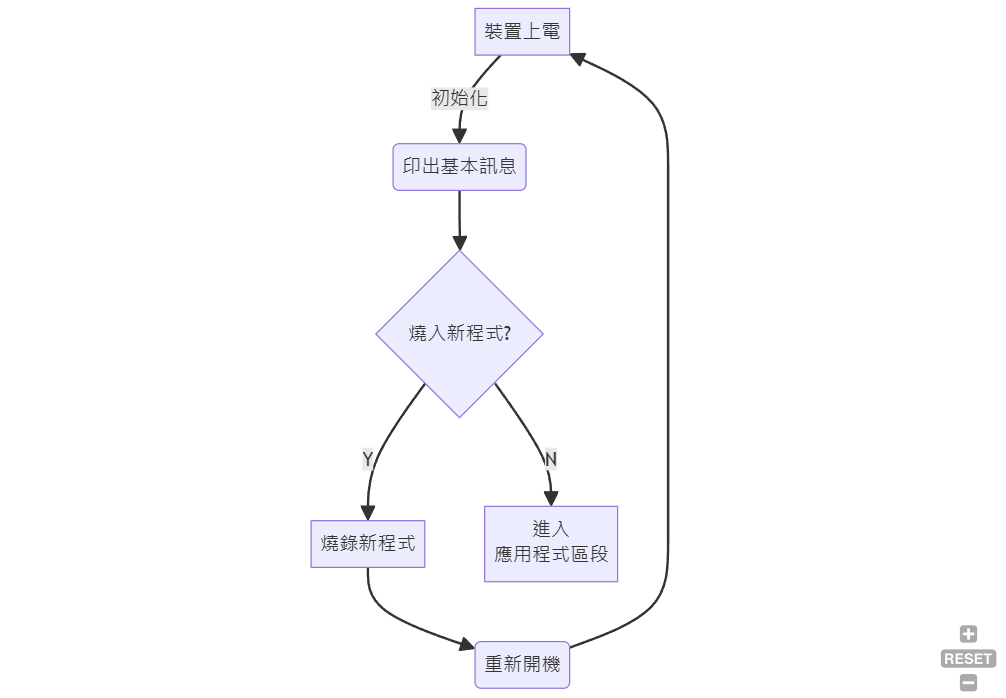 裝置上電
初始化
印出基本訊息
燒入新程式?
Y
N
燒錄新程式
進入
應用程式區段
重新開機
+
RESET
−